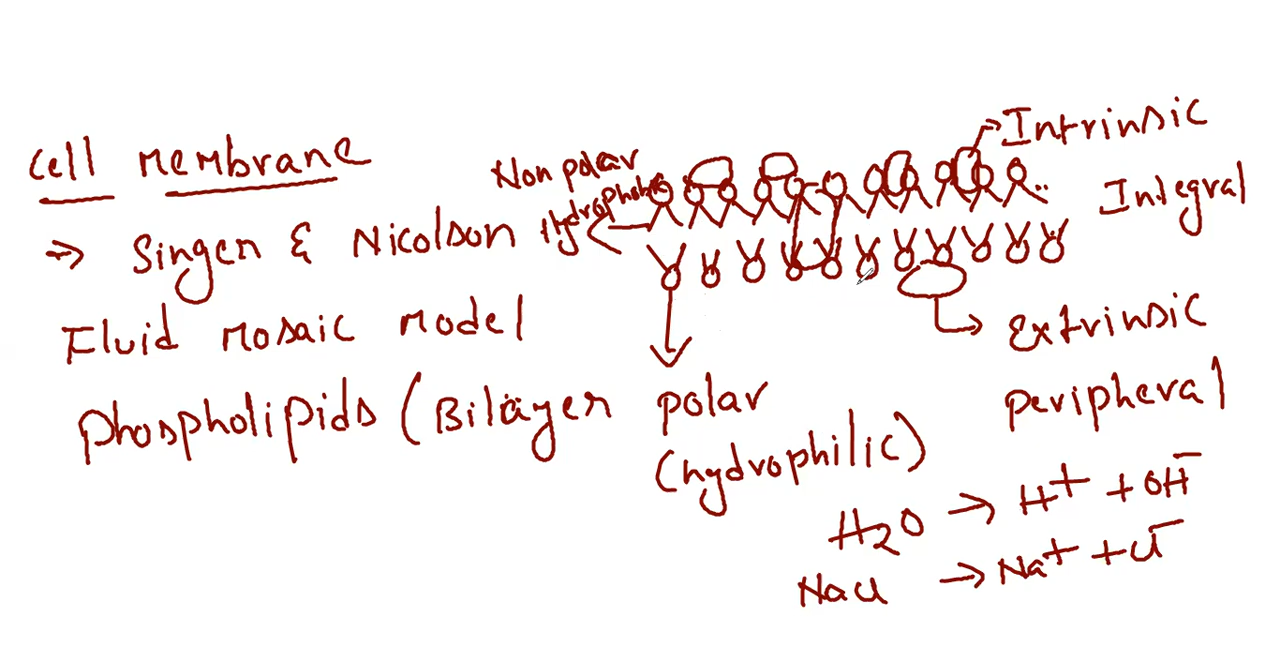 Cell membrane
→ Singer & Nicolson
Fluid mosaic model
Phospholipids (Bilayer
Non polar
Hydrophobic
polar
(hydrophilic)
Intrinsic
Integral
Extrinsic
peripheral
H2O → H+ + OH-
NaCl → Na+ + Cl-